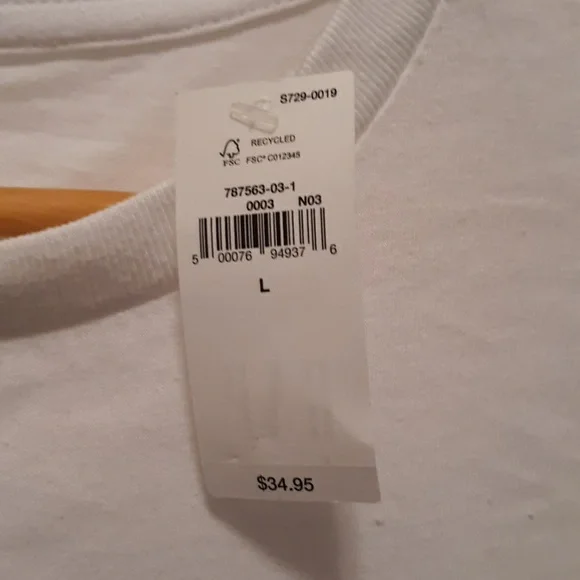 S729-0019
RECYCLED
FSC FSC® C012345
787563-03-1
0003 N03
5 00076 94937 6
L
$34.95